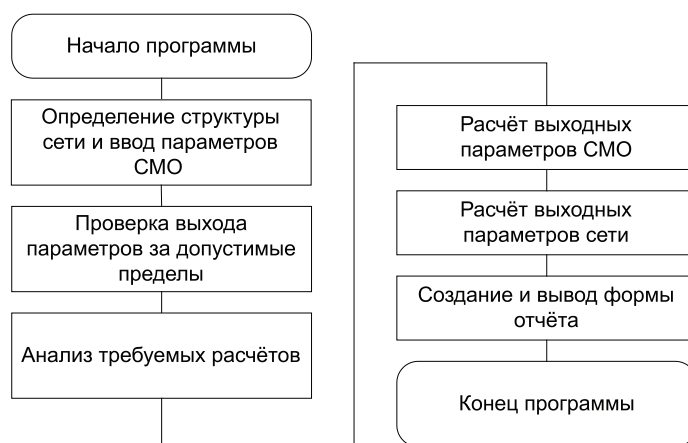 Начало программы
Определение структуры
сети и ввод параметров
СМО
Проверка выхода
параметров за допустимые
пределы
Анализ требуемых расчётов
Расчёт выходных
параметров СМО
Расчёт выходных
параметров сети
Создание и вывод формы
отчёта
Конец программы